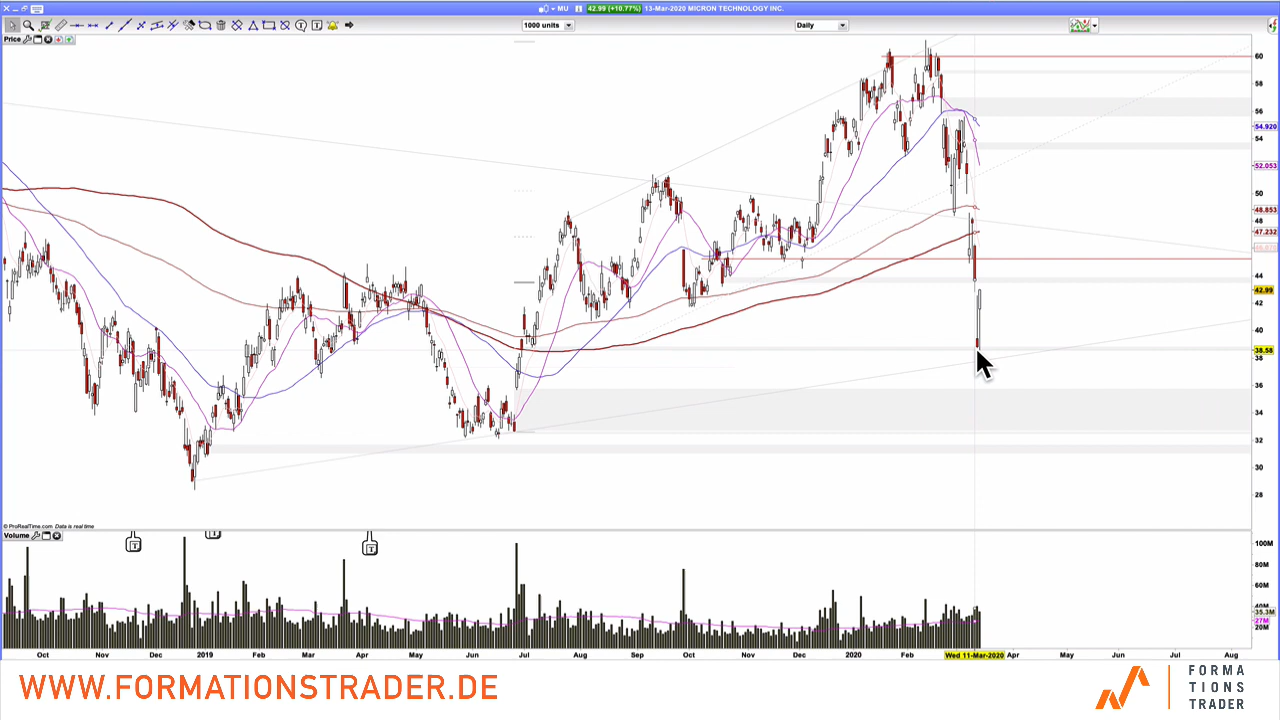 MU
42.99 (+10.77%) 13-Mar-2020 MICRON TECHNOLOGY INC.
1000 units
Daily
Price
60
58
56
54.920
54
52.053
50
48.853
48
47.232
44
42.99
42
40
38.58
38
36
34
32
30
28
© ProRealTime.com Data is real time
Volume
100M
80M
60M
40M
35.3M
27M
20M
Oct
Nov
Dec
2019
Feb
Mar
Apr
May
Jun
Jul
Aug
Sep
Oct
Nov
Dec
2020
Feb
Wed 11-Mar-2020
Apr
May
Jun
Jul
Aug
WWW.FORMATIONSTRADER.DE
FORMA
TIONS
TRADER